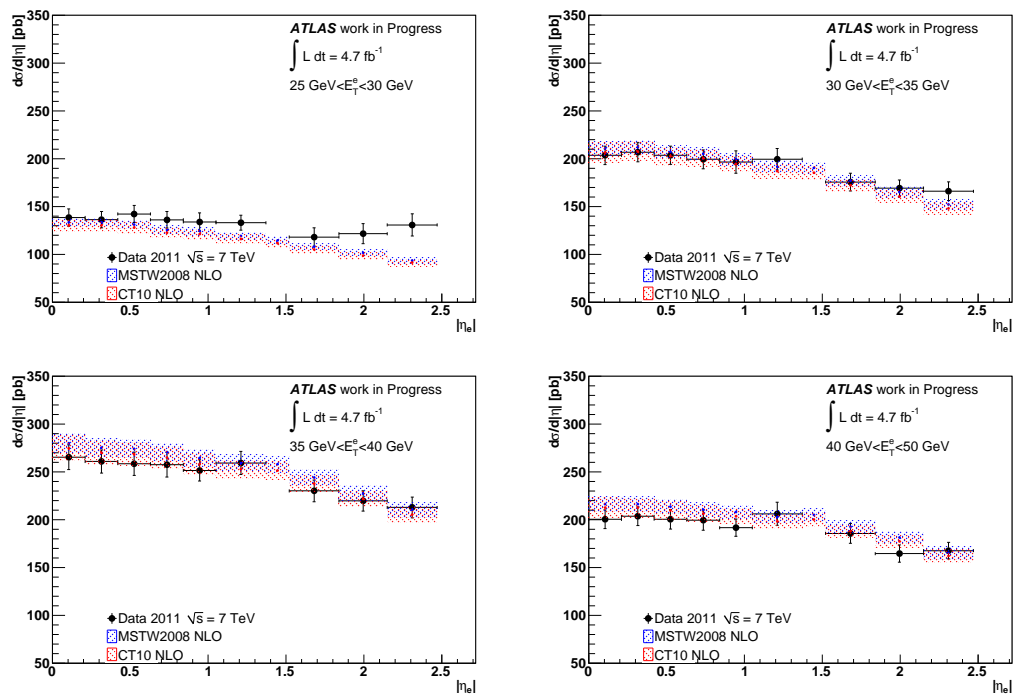 dσ/d|η| [pb]
350
300
250
200
150
100
50
ATLAS work in Progress
∫ L dt = 4.7 fb⁻¹
25 GeV<E_T^e<30 GeV
Data 2011 √s = 7 TeV
MSTW2008 NLO
CT10 NLO
0 0.5 1 1.5 2 2.5
|η_e|
dσ/d|η| [pb]
350
300
250
200
150
100
50
ATLAS work in Progress
∫ L dt = 4.7 fb⁻¹
30 GeV<E_T^e<35 GeV
Data 2011 √s = 7 TeV
MSTW2008 NLO
CT10 NLO
0 0.5 1 1.5 2 2.5
|η_e|
dσ/d|η| [pb]
350
300
250
200
150
100
50
ATLAS work in Progress
∫ L dt = 4.7 fb⁻¹
35 GeV<E_T^e<40 GeV
Data 2011 √s = 7 TeV
MSTW2008 NLO
CT10 NLO
0 0.5 1 1.5 2 2.5
|η_e|
dσ/d|η| [pb]
350
300
250
200
150
100
50
ATLAS work in Progress
∫ L dt = 4.7 fb⁻¹
40 GeV<E_T^e<50 GeV
Data 2011 √s = 7 TeV
MSTW2008 NLO
CT10 NLO
0 0.5 1 1.5 2 2.5
|η_e|